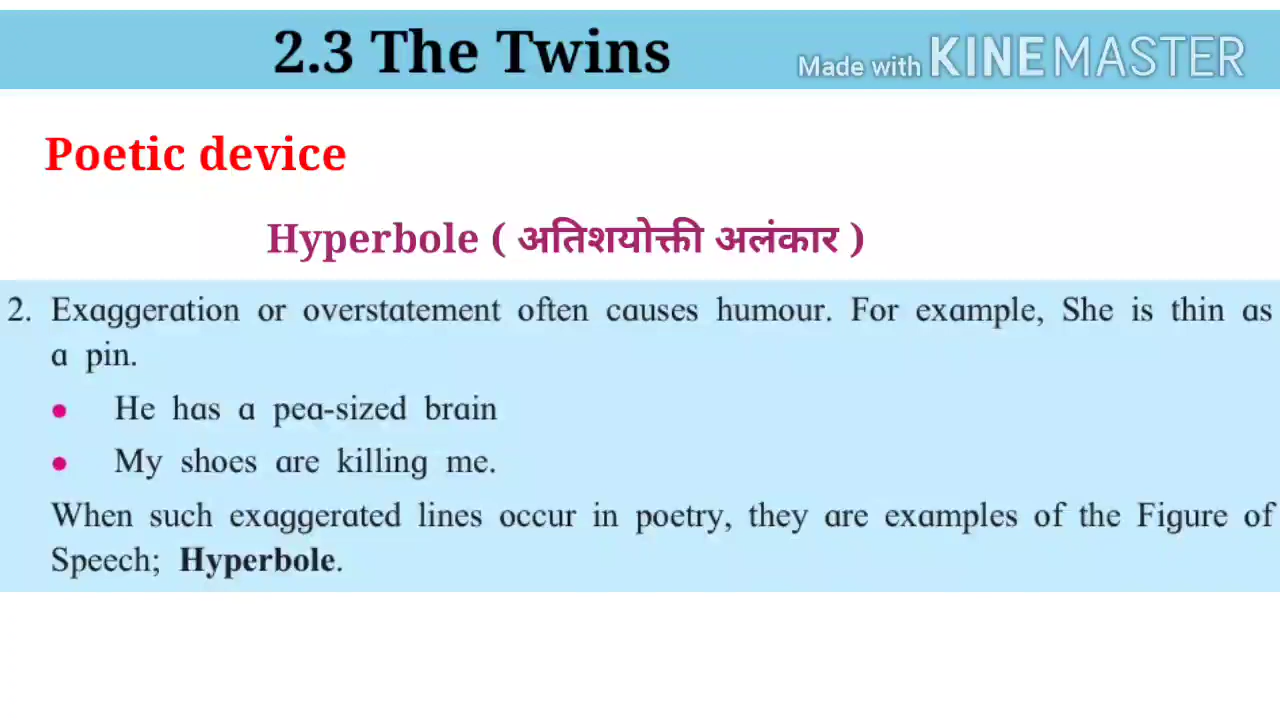 2.3 The Twins
Made with KINEMASTER
Poetic device
Hyperbole ( अतिशयोक्ती अलंकार )
2. Exaggeration or overstatement often causes humour. For example, She is thin as
a pin.
• He has a pea-sized brain
• My shoes are killing me.
When such exaggerated lines occur in poetry, they are examples of the Figure of
Speech; Hyperbole.